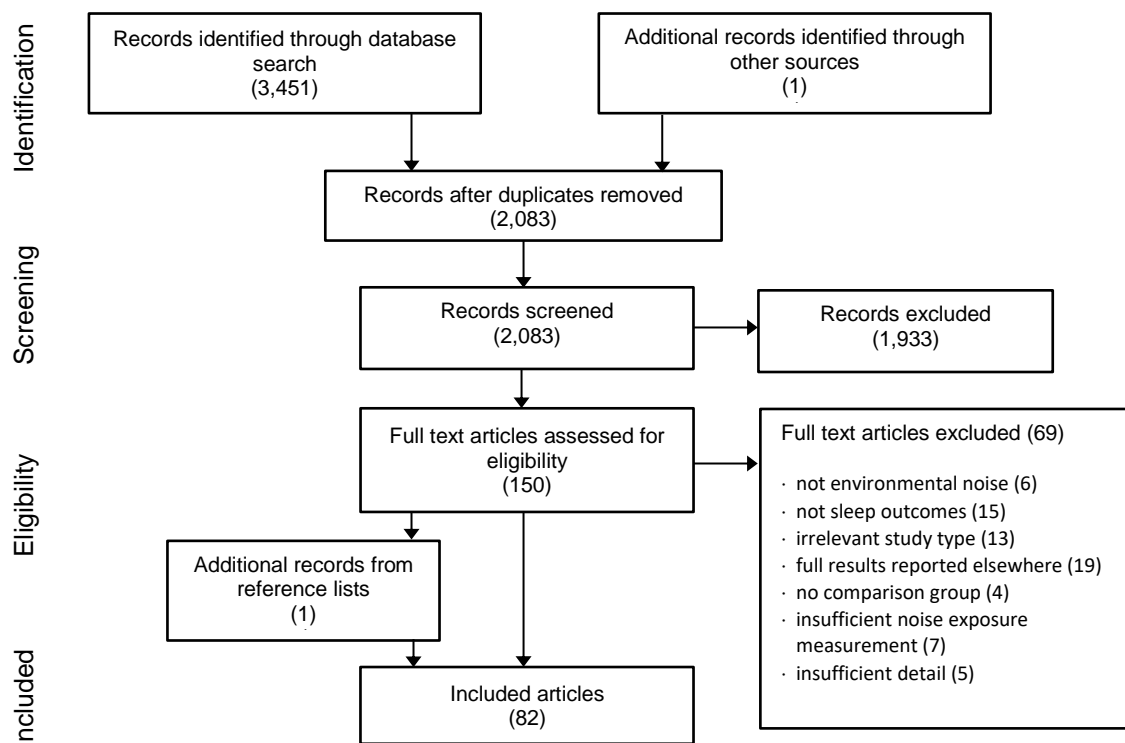 Identification
Records identified through database
search
(3,451)
Additional records identified through
other sources
(1)
Records after duplicates removed
(2,083)
Screening
Records screened
(2,083)
Records excluded
(1,933)
Eligibility
Full text articles assessed for
eligibility
(150)
Full text articles excluded (69)
· not environmental noise (6)
· not sleep outcomes (15)
· irrelevant study type (13)
· full results reported elsewhere (19)
· no comparison group (4)
· insufficient noise exposure
measurement (7)
· insufficient detail (5)
Additional records from
reference lists
(1)
ncluded
Included articles
(82)